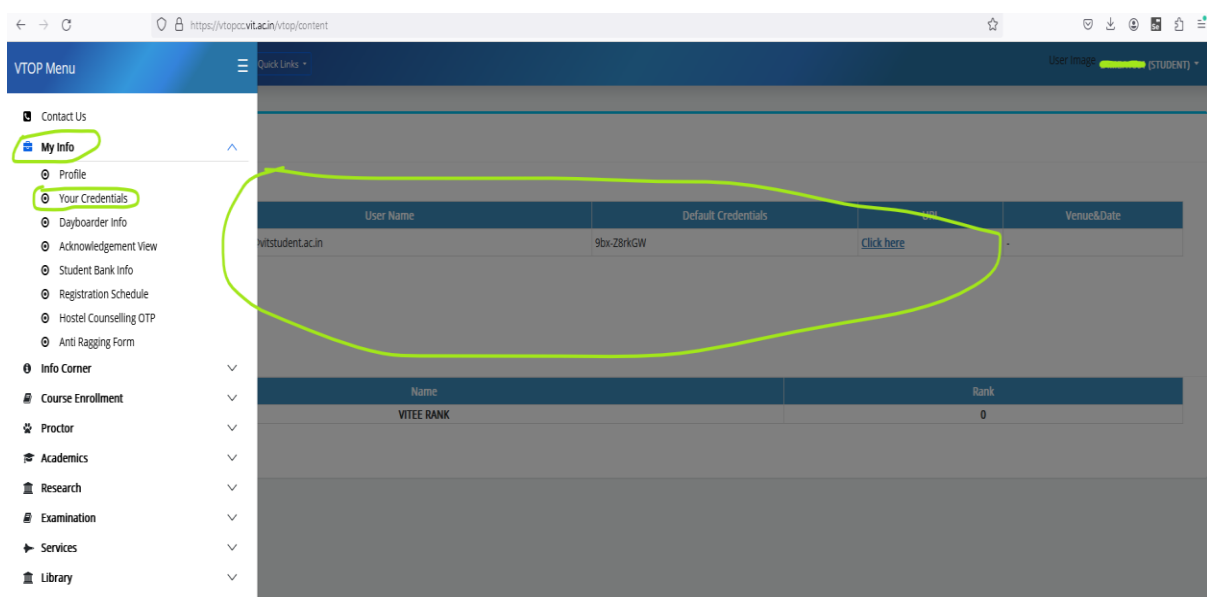 https://vtopcc.vit.ac.in/vtop/content
VTOP Menu
Quick Links
User Image
(STUDENT)
Contact Us
My Info
Profile
Your Credentials
Dayboarder Info
Acknowledgement View
Student Bank Info
Registration Schedule
Hostel Counselling OTP
Anti Ragging Form
Info Corner
Course Enrollment
Proctor
Academics
Research
Examination
Services
Library
User Name Default Credentials URL Venue&Date
vitstudent.ac.in 9bx-Z8rkGW Click here -
Name Rank
VITEE RANK 0